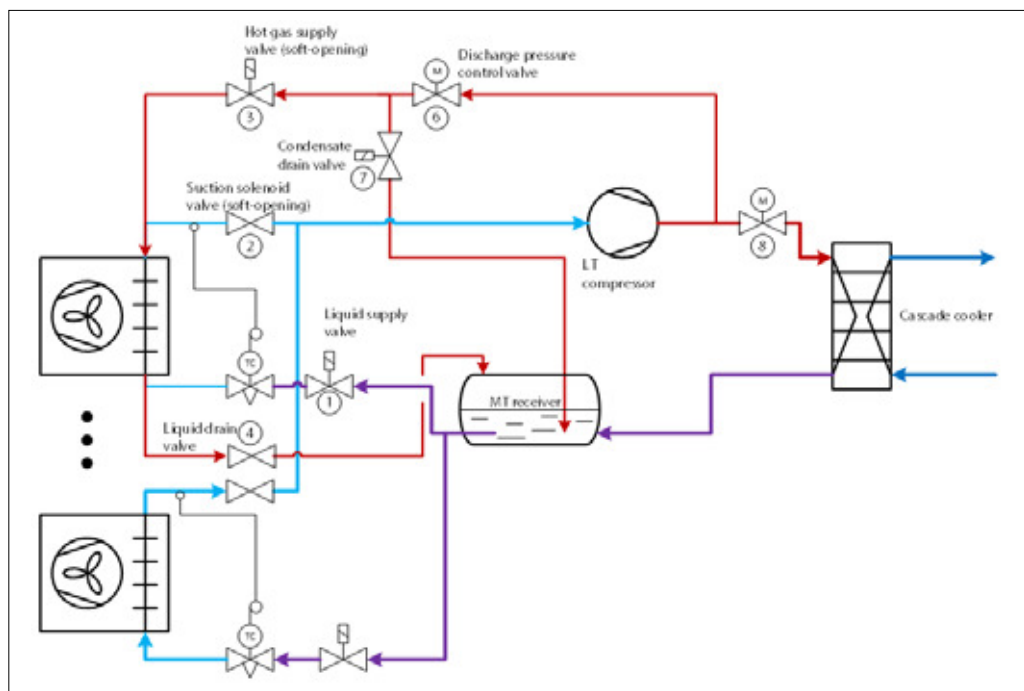 Hot gas supply
valve (soft-opening)
3
M
Discharge pressure
control valve
6
Condensate
drain valve
7
Suction solenoid
valve (soft-opening)
2
M
8
LT
compressor
Cascade cooler
Liquid supply
valve
TC
1
MT receiver
Liquid drain
valve
4
TC